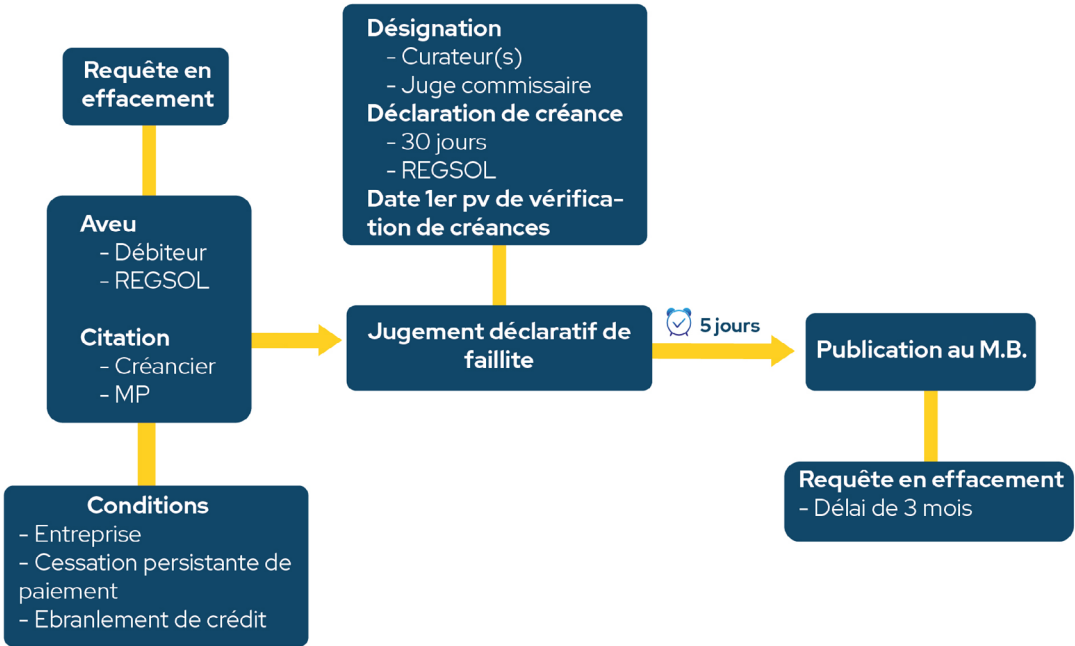 Requête en
effacement
Aveu
- Débiteur
- REGSOL
Citation
- Créancier
- MP
Conditions
- Entreprise
- Cessation persistante de
paiement
- Ebranlement de crédit
Désignation
- Curateur(s)
- Juge commissaire
Déclaration de créance
- 30 jours
- REGSOL
Date 1er pv de vérifica-
tion de créances
Jugement déclaratif de
faillite
5 jours
Publication au M.B.
Requête en effacement
- Délai de 3 mois